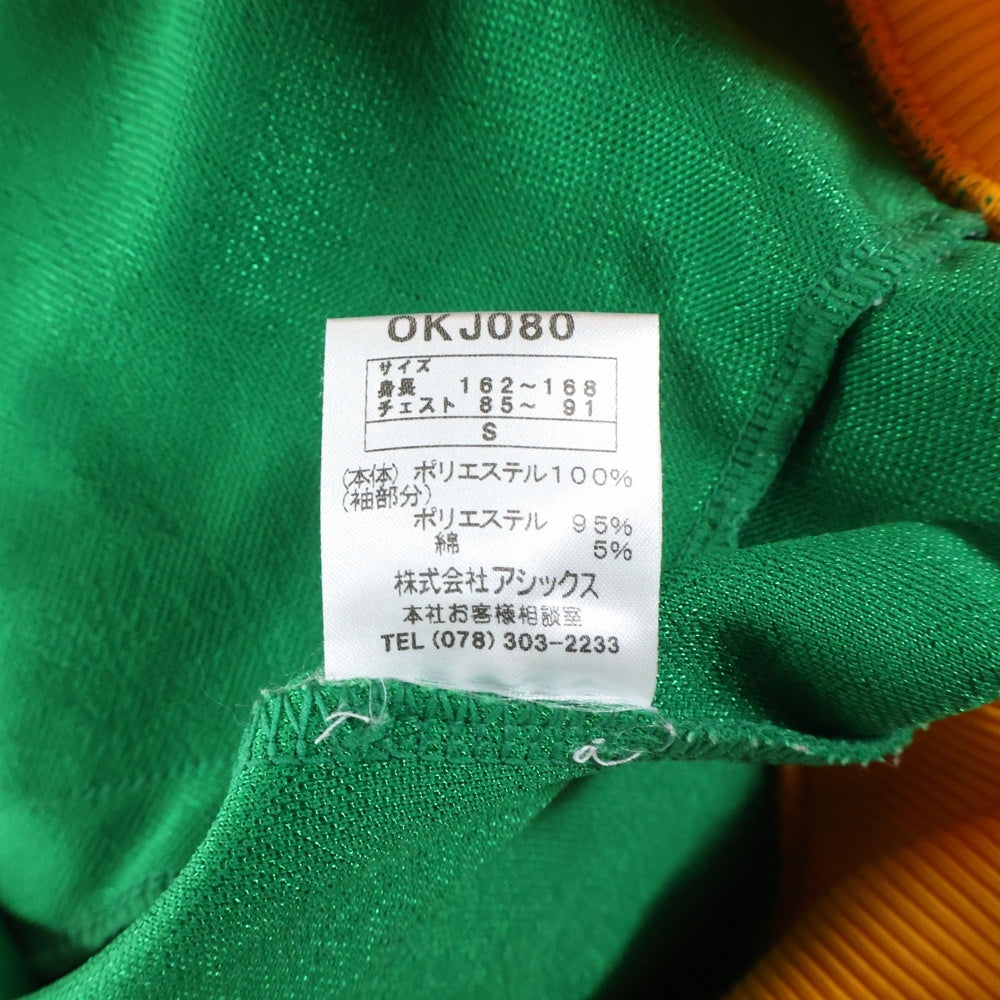 OKJ080
サイズ
身長 162～168
チェスト 85～ 91
S
(本体) ポリエステル100%
(袖部分)
ポリエステル 95%
綿 5%
株式会社アシックス
本社お客様相談室
TEL (078) 303-2233